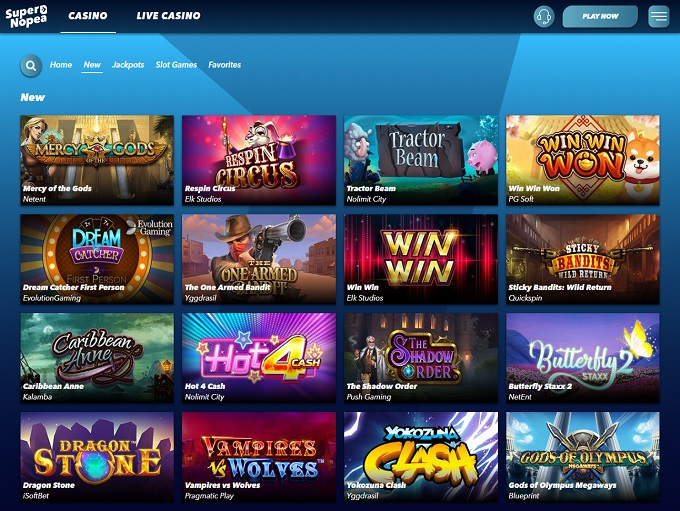 Super
Nopea
CASINO
LIVE CASINO
PLAY NOW
Home
New
Jackpots
Slot Games
Favorites
New
MERCY OF THE GODS
Mercy of the Gods
Netent
RESPIN
CIRCUS
Respin Circus
Elk Studios
Tractor
Beam
Tractor Beam
Nolimit City
WIN WIN
WON
Win Win Won
PG Soft
Evolution
Gaming
DREAM
CATCHER
FIRST PERSON
Dream Catcher First Person
EvolutionGaming
THE
ONE ARMED
BANDIT
The One Armed Bandit
Yggdrasil
WIN
WIN
Win Win
Elk Studios
STICKY
BANDITS
WILD RETURN
Sticky Bandits: Wild Return
Quickspin
Caribbean
Anne
Caribbean Anne
Kalamba
Hot 4 CASH
Hot 4 Cash
Nolimit City
THE
SHADOW
ORDER
The Shadow Order
Push Gaming
Butterfly 2
STAXX
Butterfly Staxx 2
NetEnt
DRAGON
STONE
Dragon Stone
iSoftBet
VAMPIRES
VS WOLVES™
Vampires vs Wolves
Pragmatic Play
YOKOZUNA
CLASH
Yokozuna Clash
Yggdrasil
GODS OF OLYMPUS
MEGAWAYS
Gods of Olympus Megaways
Blueprint